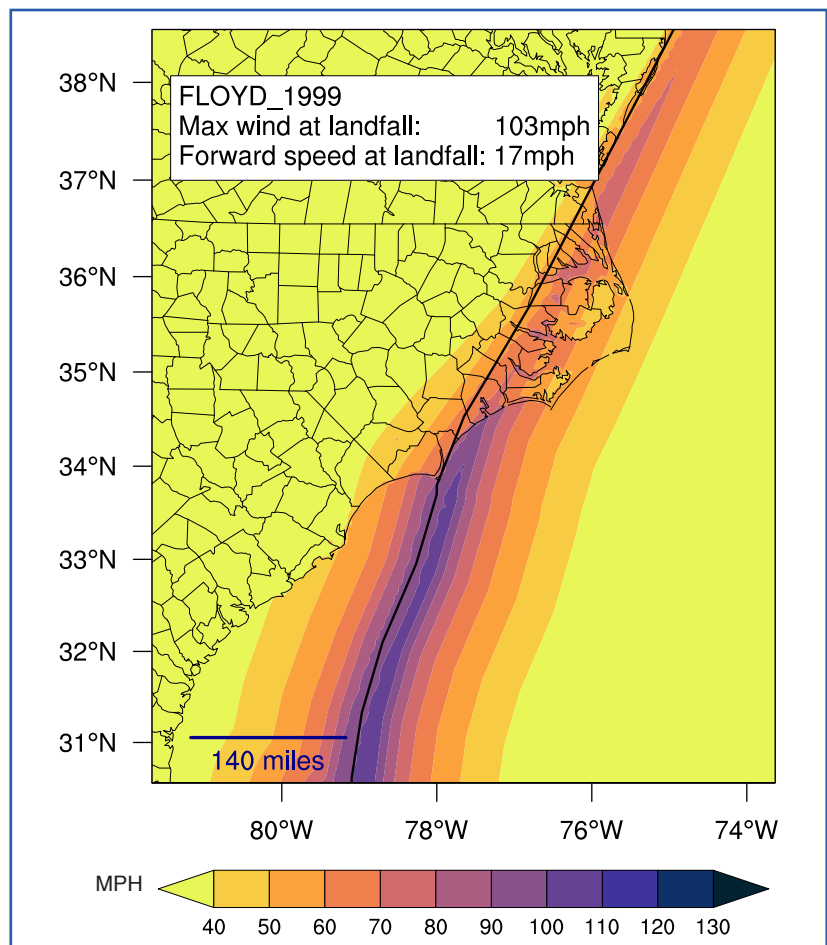 38°N
FLOYD_1999
Max wind at landfall: 103mph
Forward speed at landfall: 17mph
37°N
36°N
35°N
34°N
33°N
32°N
31°N
140 miles
80°W 78°W 76°W 74°W
MPH
40 50 60 70 80 90 100 110 120 130